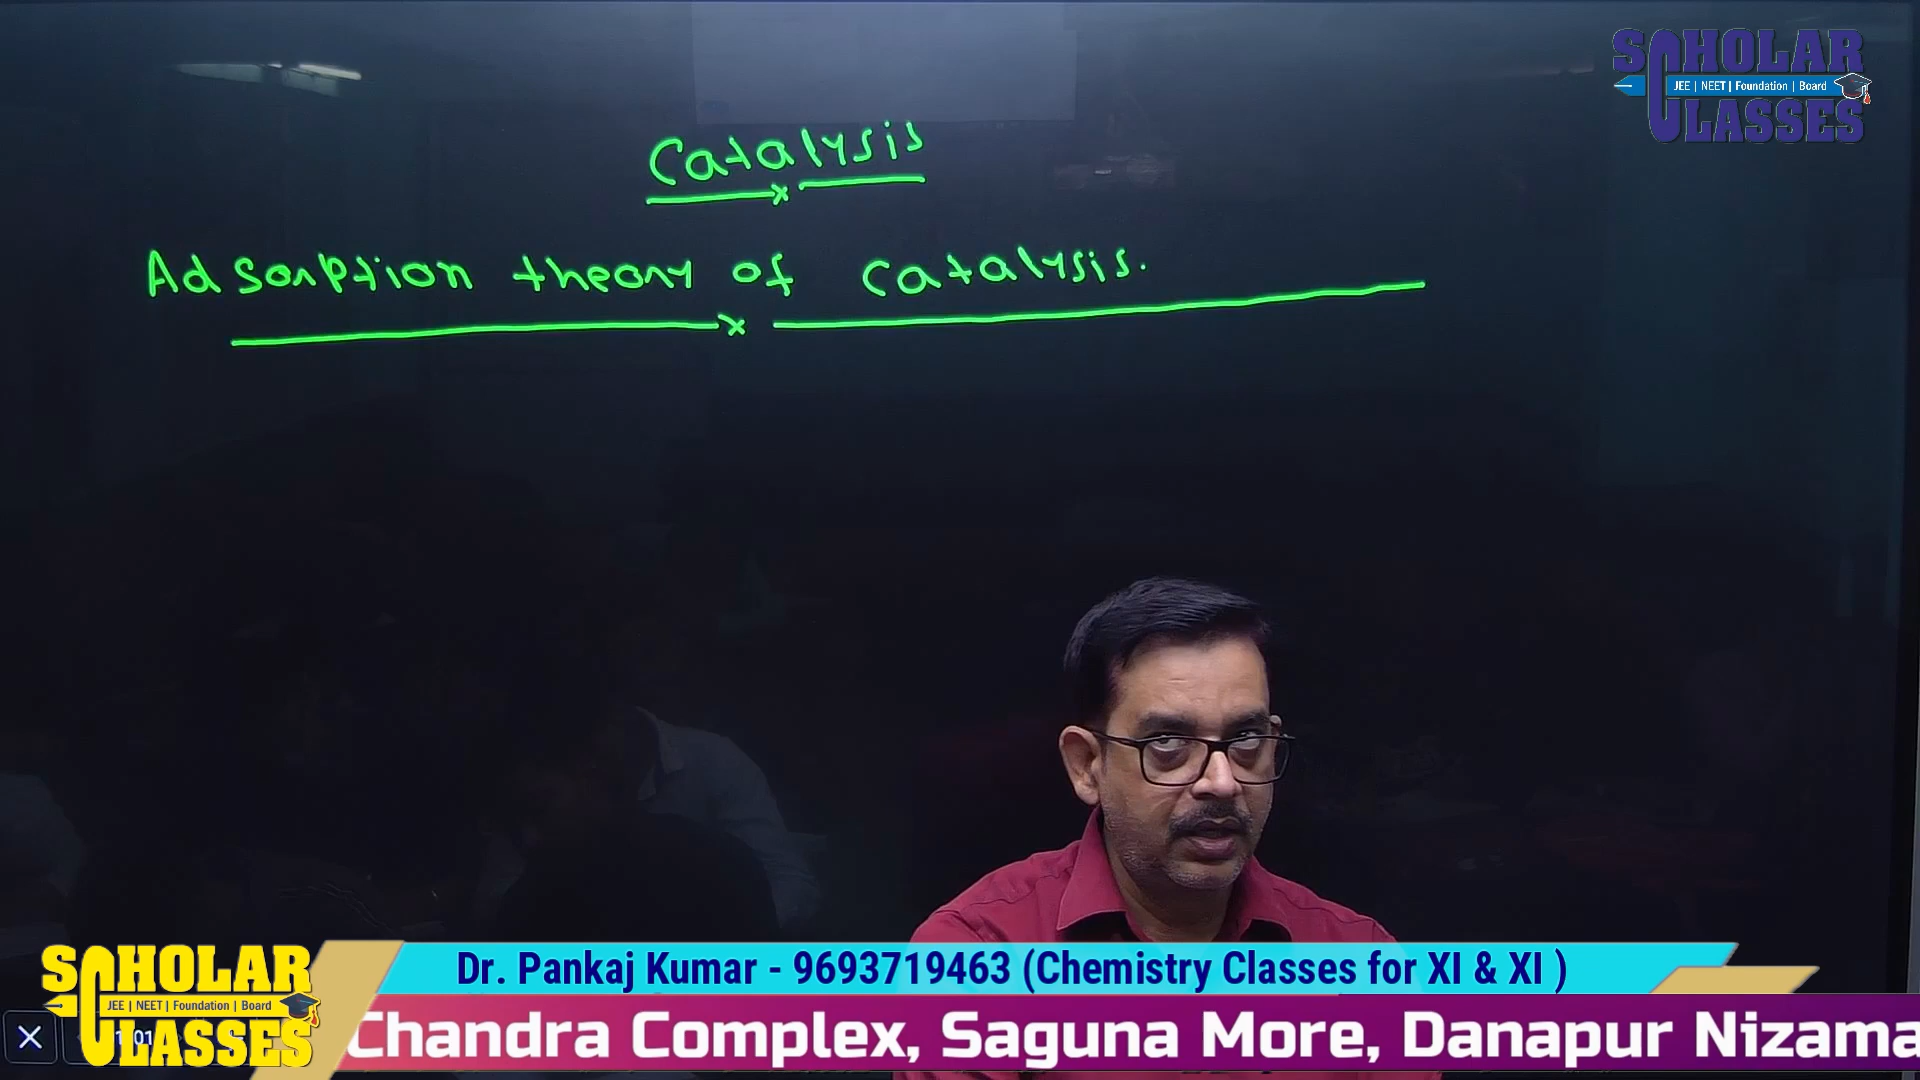 SCHOLAR
JEE | NEET | Foundation | Board
CLASSES
Catalysis
Adsorption theory of Catalysis.
SCHOLAR
JEE | NEET | Foundation | Board
CLASSES
Dr. Pankaj Kumar - 9693719463 (Chemistry Classes for XI & XI )
Chandra Complex, Saguna More, Danapur Nizama